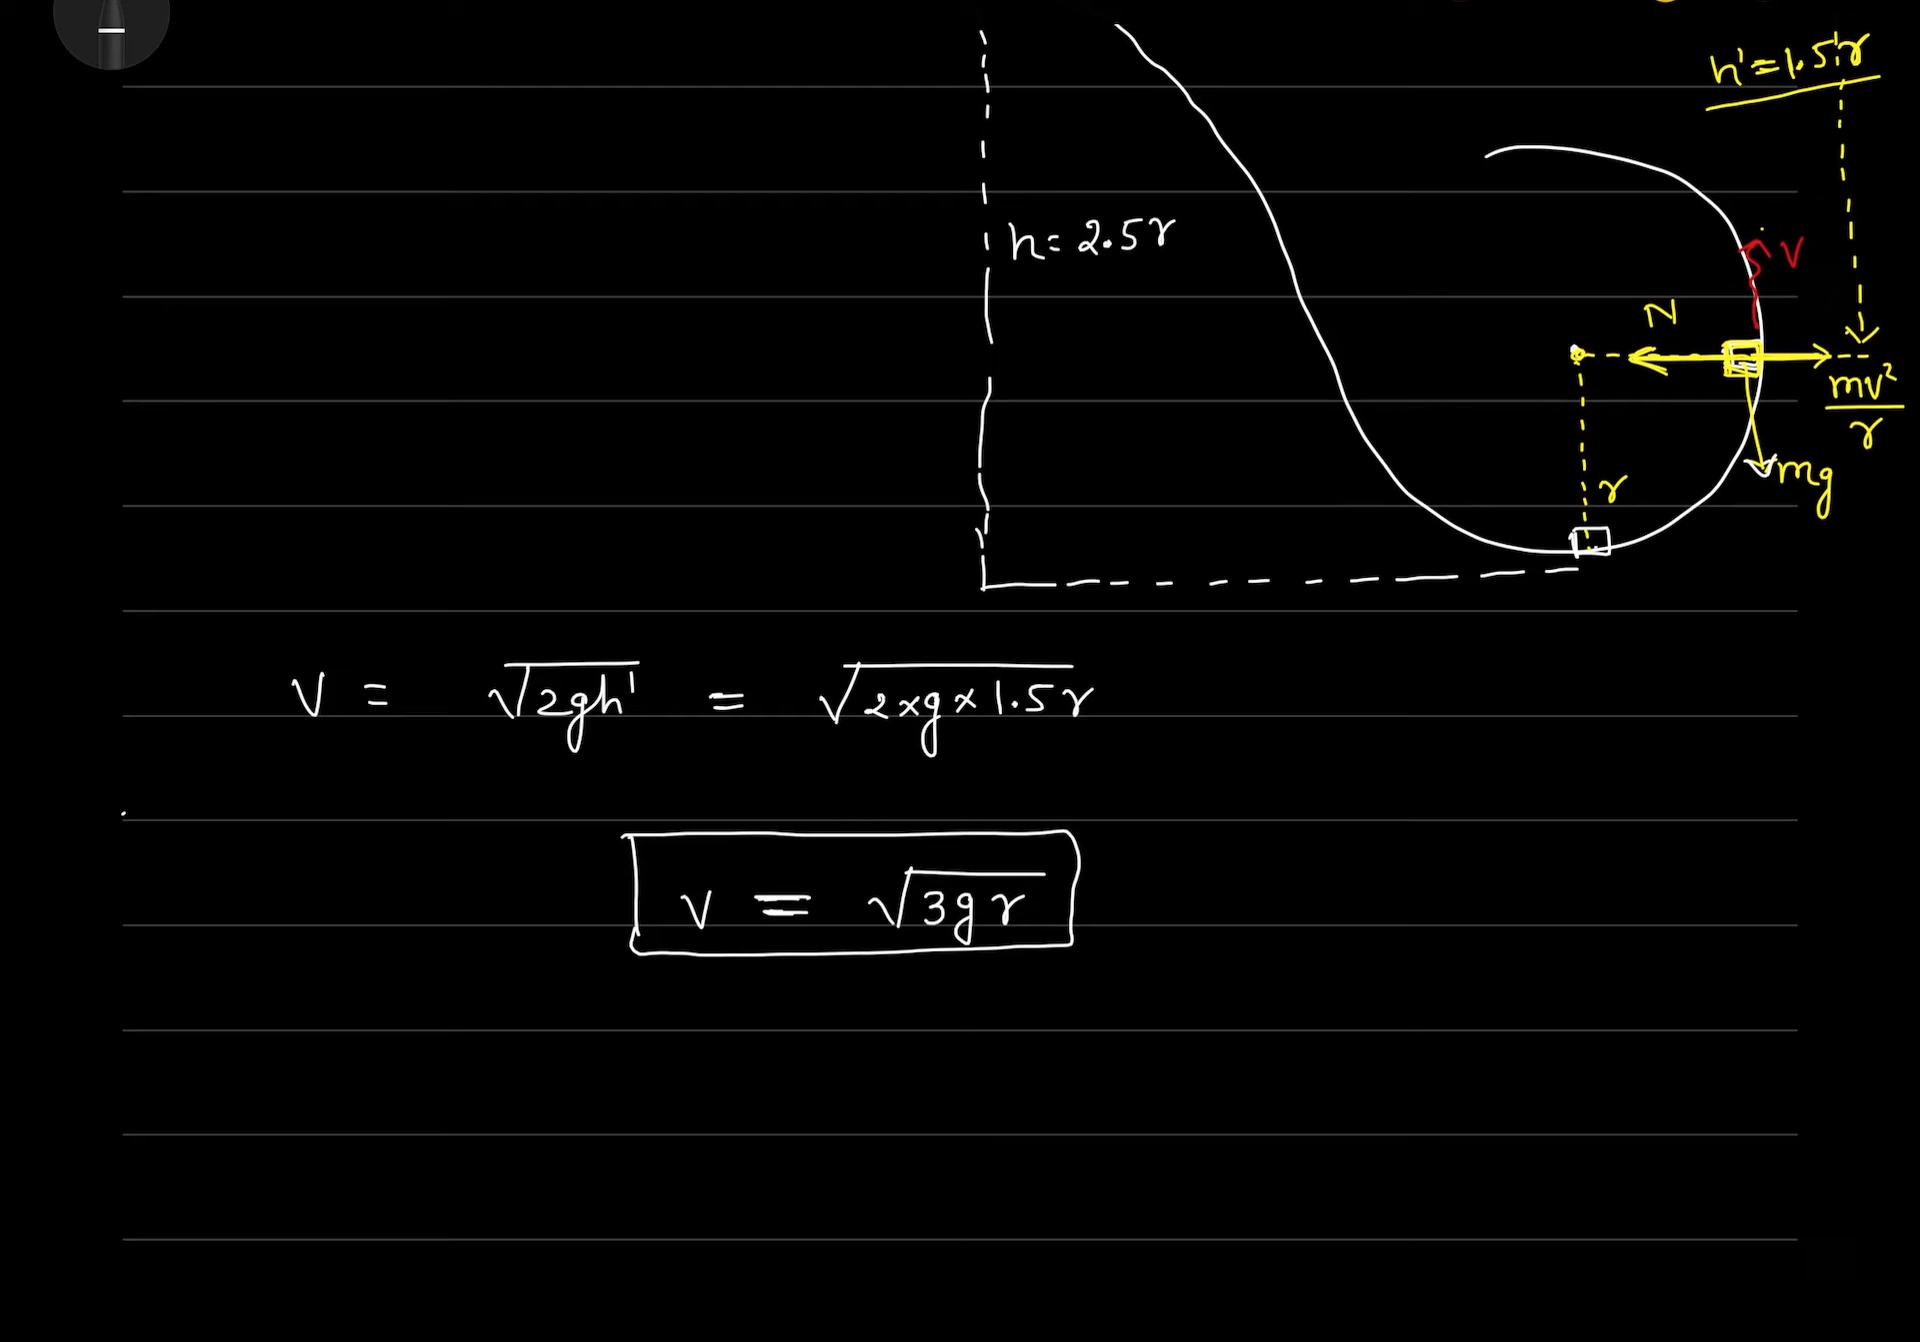 h' = 1.5r
h = 2.5r
V
N
mv²/r
r
mg
V = √2gh' = √2×g×1.5r
v = √3gr